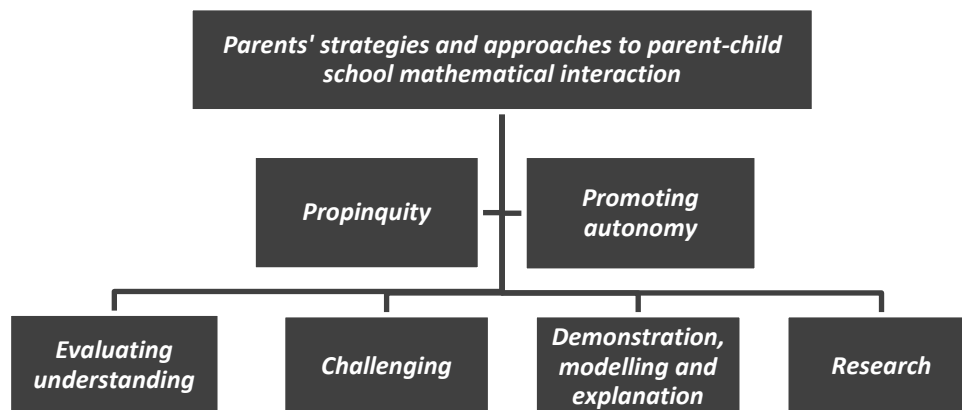 Parents' strategies and approaches to parent-child
school mathematical interaction
Propinquity
Promoting
autonomy
Evaluating
understanding
Challenging
Demonstration,
modelling and
explanation
Research